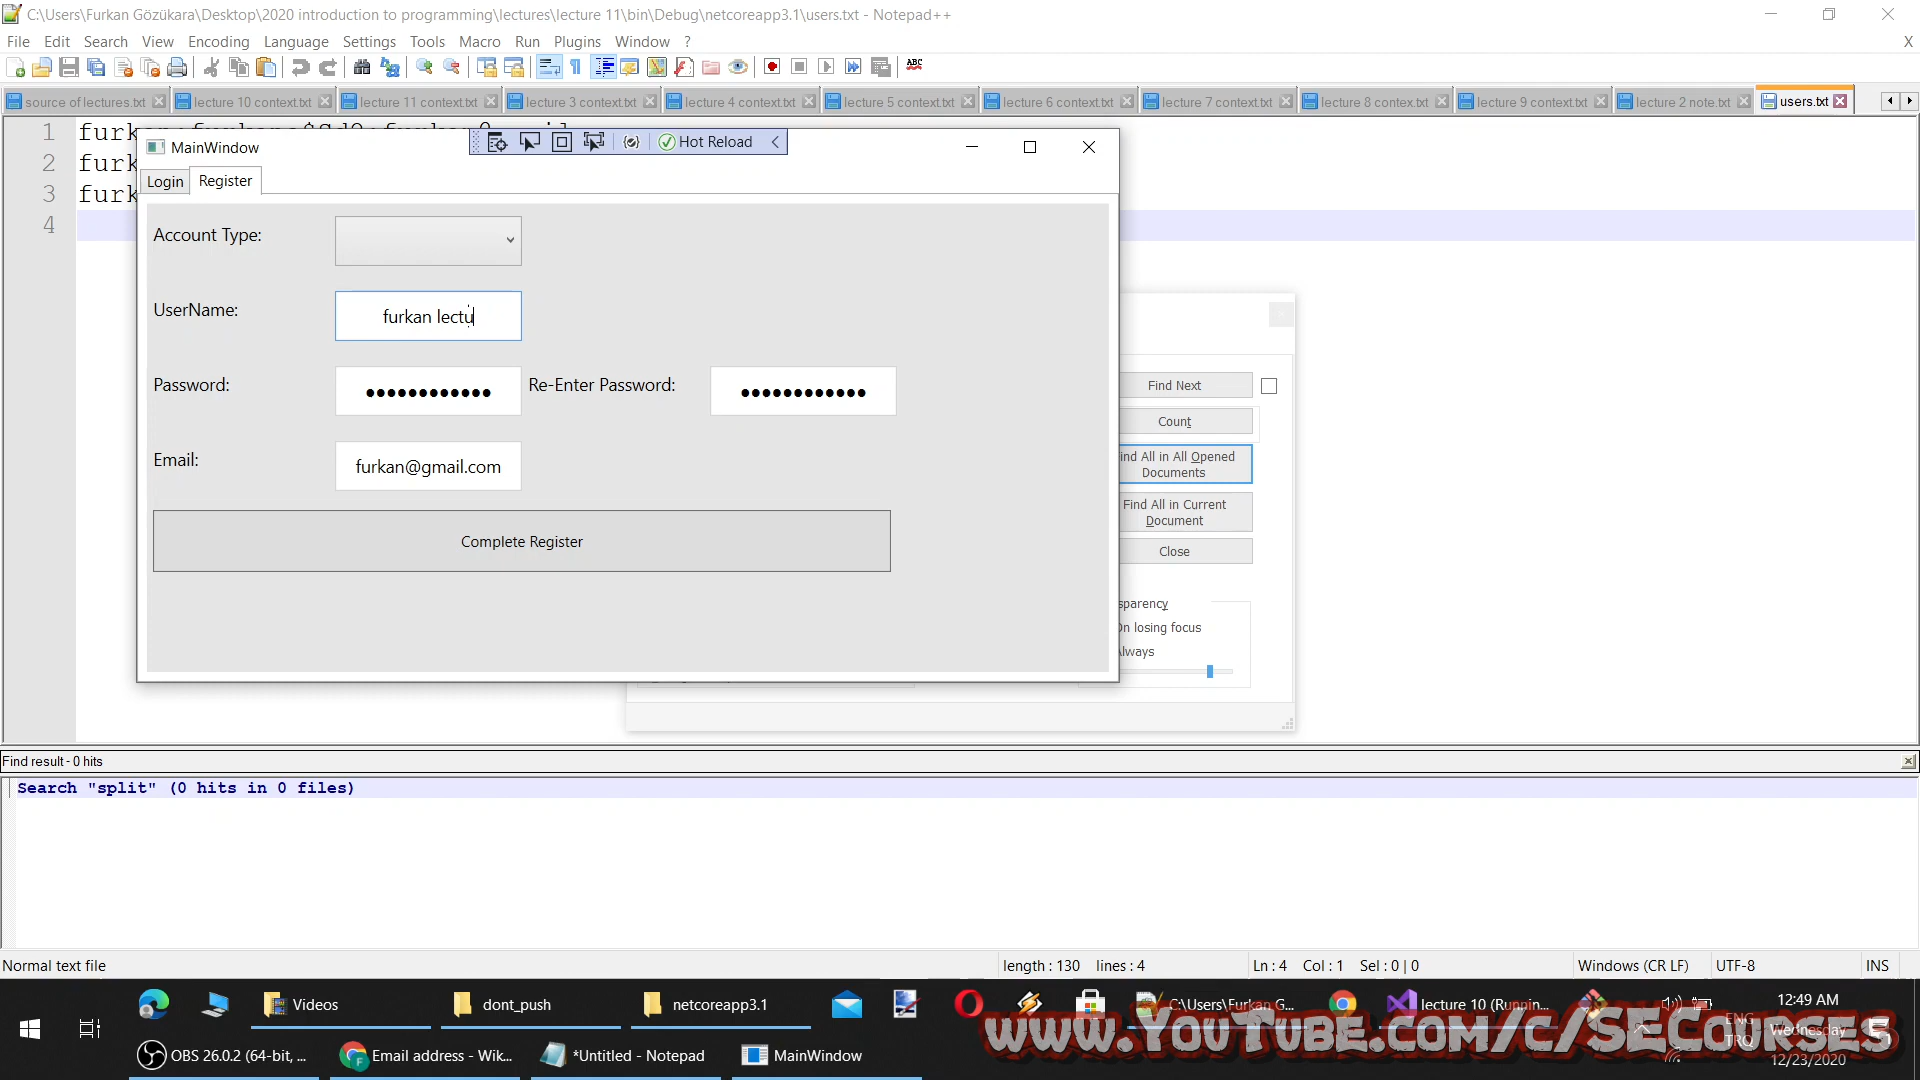 C:\Users\Furkan Gözükara\Desktop\2020 introduction to programming\lectures\lecture 11\bin\Debug\netcoreapp3.1\users.txt - Notepad++
File Edit Search View Encoding Language Settings Tools Macro Run Plugins Window ? X
source of lectures.txt lecture 10 context.txt lecture 11 context.txt lecture 3 context.txt lecture 4 context.txt lecture 5 context.txt lecture 6 context.txt lecture 7 context.txt lecture 8 contex.txt lecture 9 context.txt lecture 2 note.txt users.txt
1
2 furk
3 furk
4
MainWindow
Hot Reload
Login Register
Account Type:
UserName: furkan lectu
Password: ●●●●●●●●●●●● Re-Enter Password: ●●●●●●●●●●●●
Email: furkan@gmail.com
Complete Register
Find Next
Count
ind All in All Opened
Documents
Find All in Current
Document
Close
sparency
On losing focus
Always
Find result - 0 hits
Search "split" (0 hits in 0 files)
Normal text file length : 130 lines : 4 Ln : 4 Col : 1 Sel : 0 | 0 Windows (CR LF) UTF-8 INS
Videos dont_push netcoreapp3.1 C:\Users\Furkan G... lecture 10 (Runnin... 12:49 AM
ENG Wednesday
OBS 26.0.2 (64-bit, ... Email address - Wik... *Untitled - Notepad MainWindow TRQ 12/23/2020
www.YouTube.com/c/SECourses